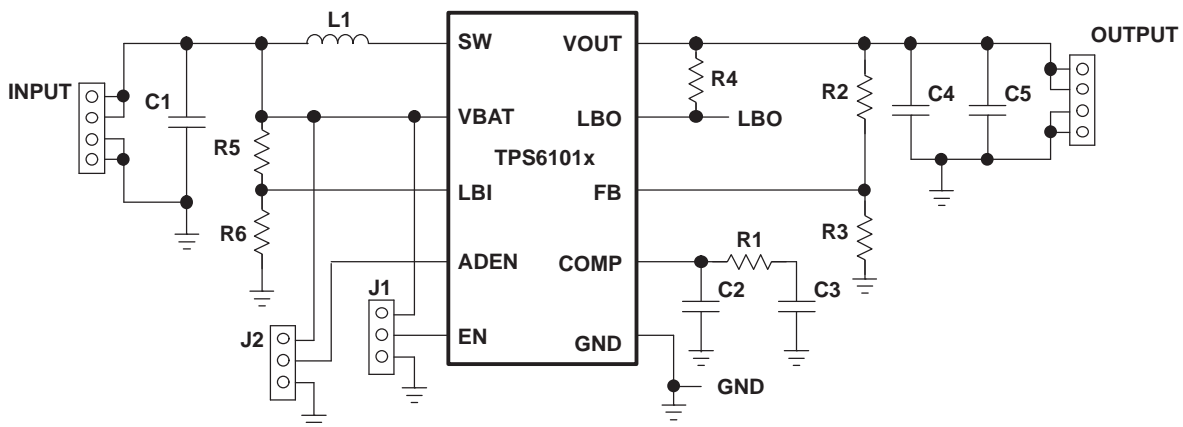 L1
SW
VOUT
OUTPUT
INPUT
C1
R4
R2
C4
C5
VBAT
LBO
LBO
R5
TPS6101x
LBI
FB
R6
R3
R1
ADEN
COMP
J1
C2
C3
J2
EN
GND
GND